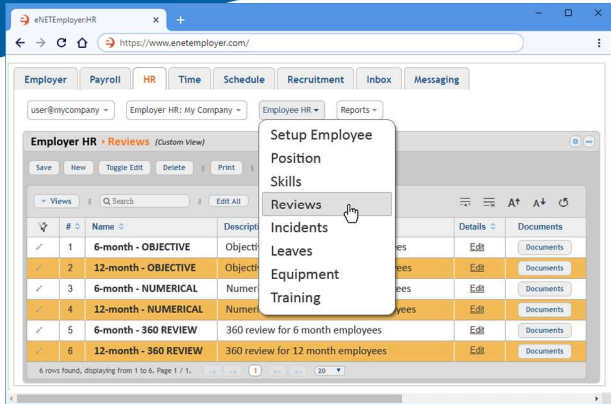 eNETEmployer:HR
https://www.enetemployer.com/
Employer Payroll HR Time Schedule Recruitment Inbox Messaging
user@mycompany Employer HR: My Company Employee HR Reports
Employer HR Reviews (Custom View)
Save New Toggle Edit Delete Print
Views Search Edit All
Setup Employee
Position
Skills
Reviews
Incidents
Leaves
Equipment
Training
# Name Descripti Details Documents
1 6-month - OBJECTIVE Objecti ees Edit Documents
2 12-month - OBJECTIVE Objecti yees Edit Documents
3 6-month - NUMERICAL Numeri ees Edit Documents
4 12-month - NUMERICAL Numeri yees Edit Documents
5 6-month - 360 REVIEW 360 review for 6 month employees Edit Documents
6 12-month - 360 REVIEW 360 review for 12 month employees Edit Documents
6 rows found, displaying from 1 to 6. Page 1 / 1. 1 20